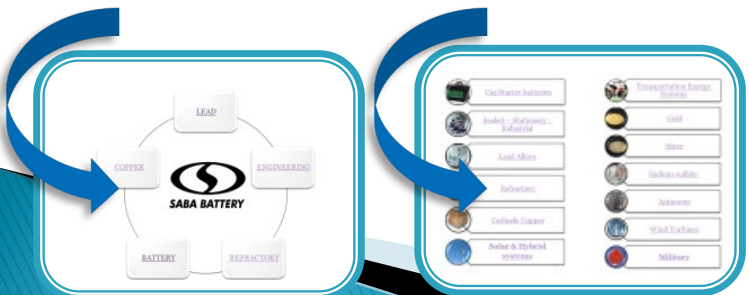 LEAD
COPPER
ENGINEERING
SABA BATTERY
BATTERY
REFRACTORY
Car Starter batteries
Sealed - Stationary -
Industrial
Lead Alloys
Refractory
Cathode Copper
Solar & Hybrid
systems
Transportation Energy
Systems
Gold
Silver
Sodium sulfate
Antimony
Wind Turbines
Military